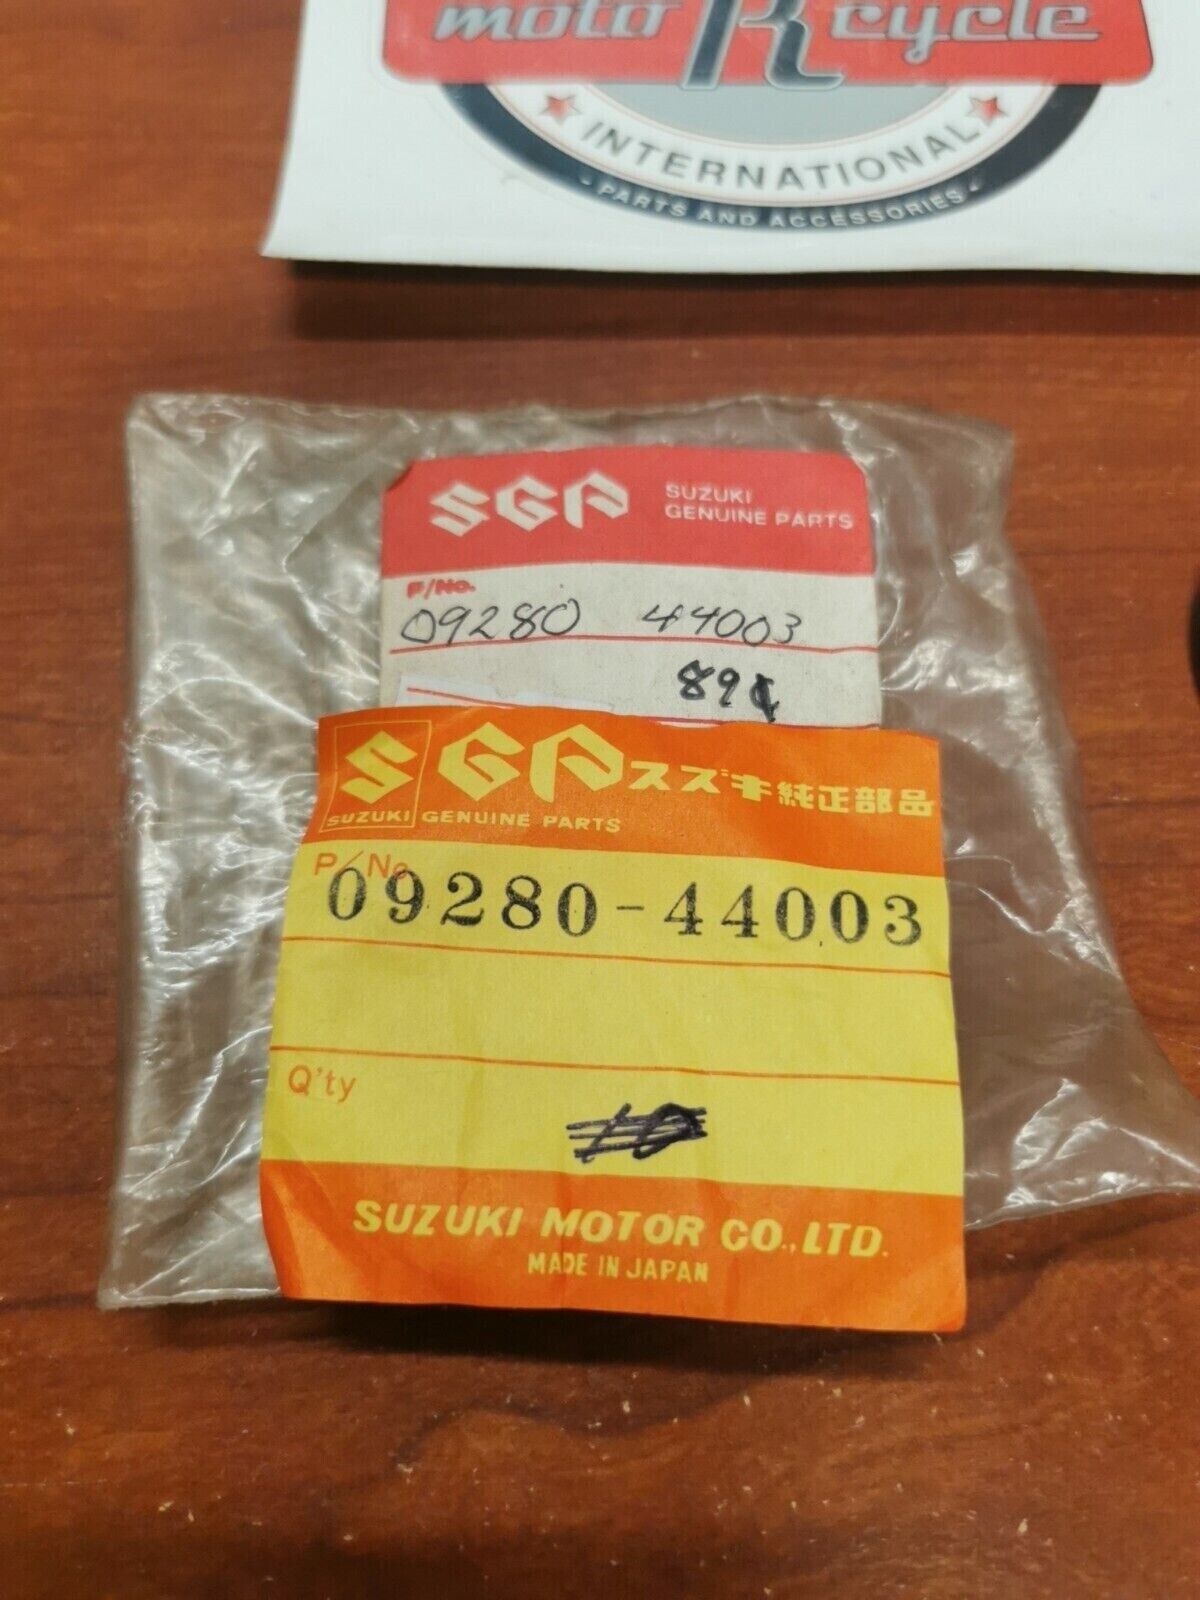 moto R cycle
INTERNATIONAL
- PARTS AND ACCESSORIES -
SGP SUZUKI
GENUINE PARTS
P/No.
09280 44003
89¢
SGP スズキ純正部品
SUZUKI GENUINE PARTS
P/No
09280-44003
Q'ty
10
SUZUKI MOTOR CO.,LTD.
MADE IN JAPAN